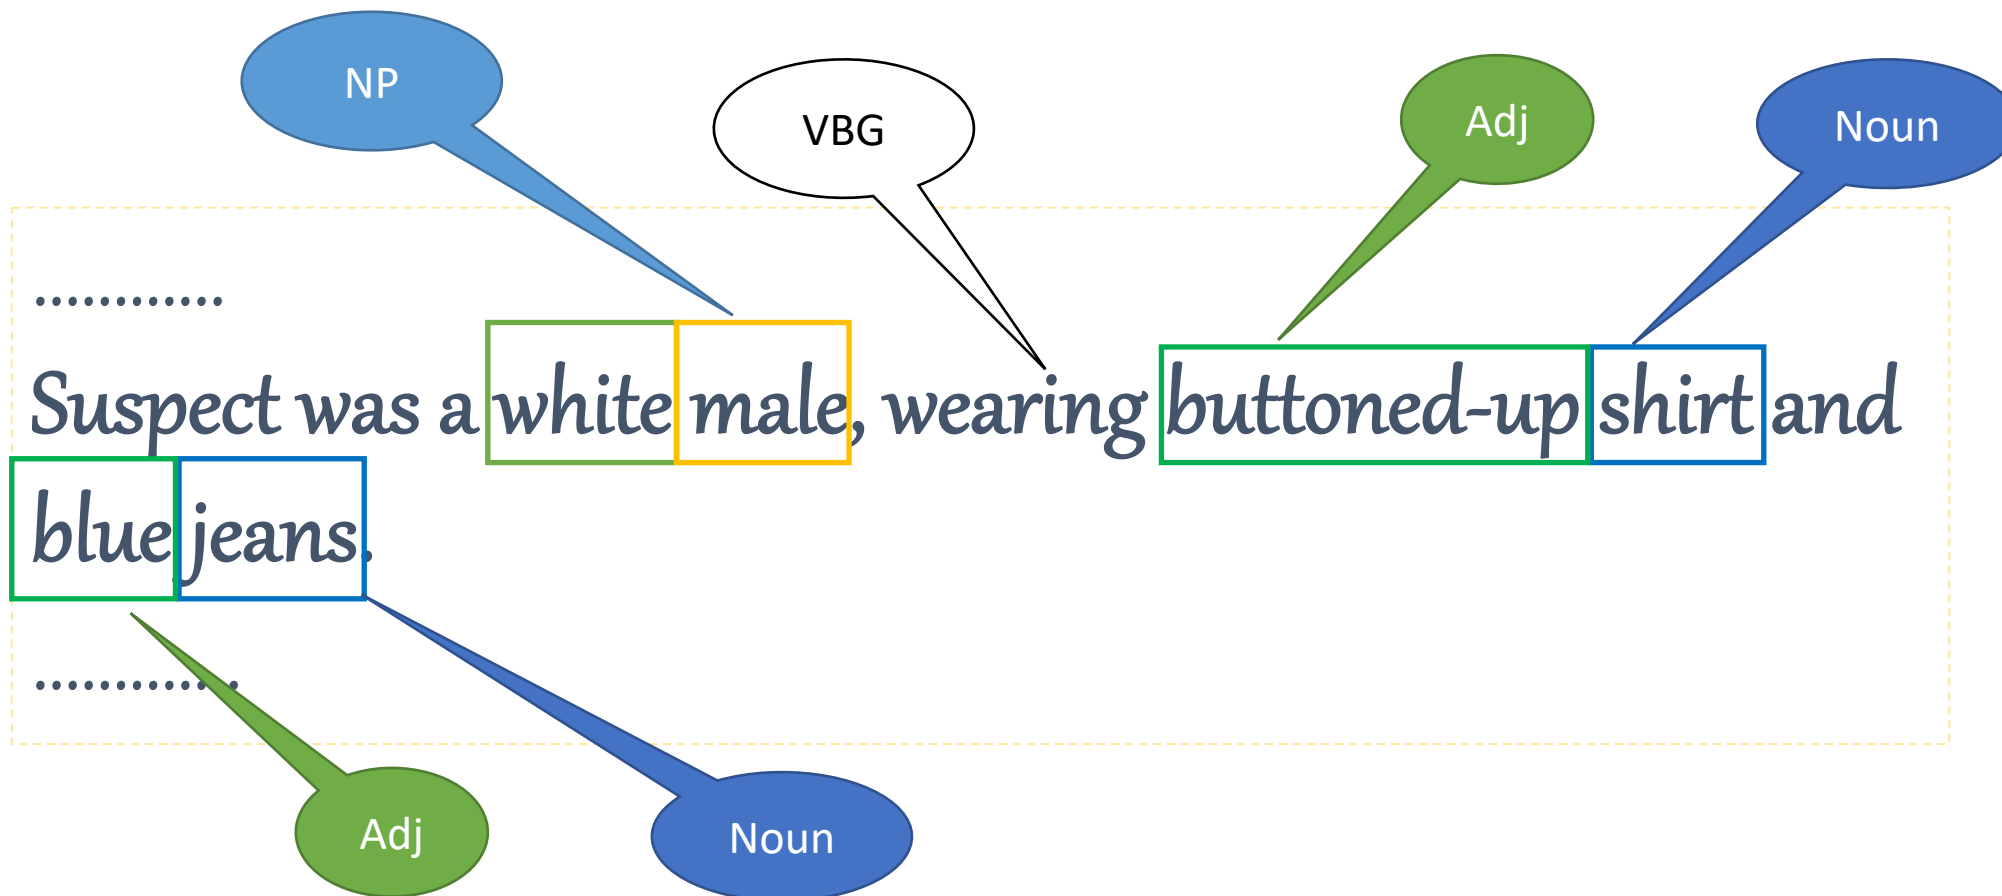 NP
VBG
Adj
Noun
............
Suspect was a white male, wearing buttoned-up shirt and
blue jeans.
.............
Adj
Noun